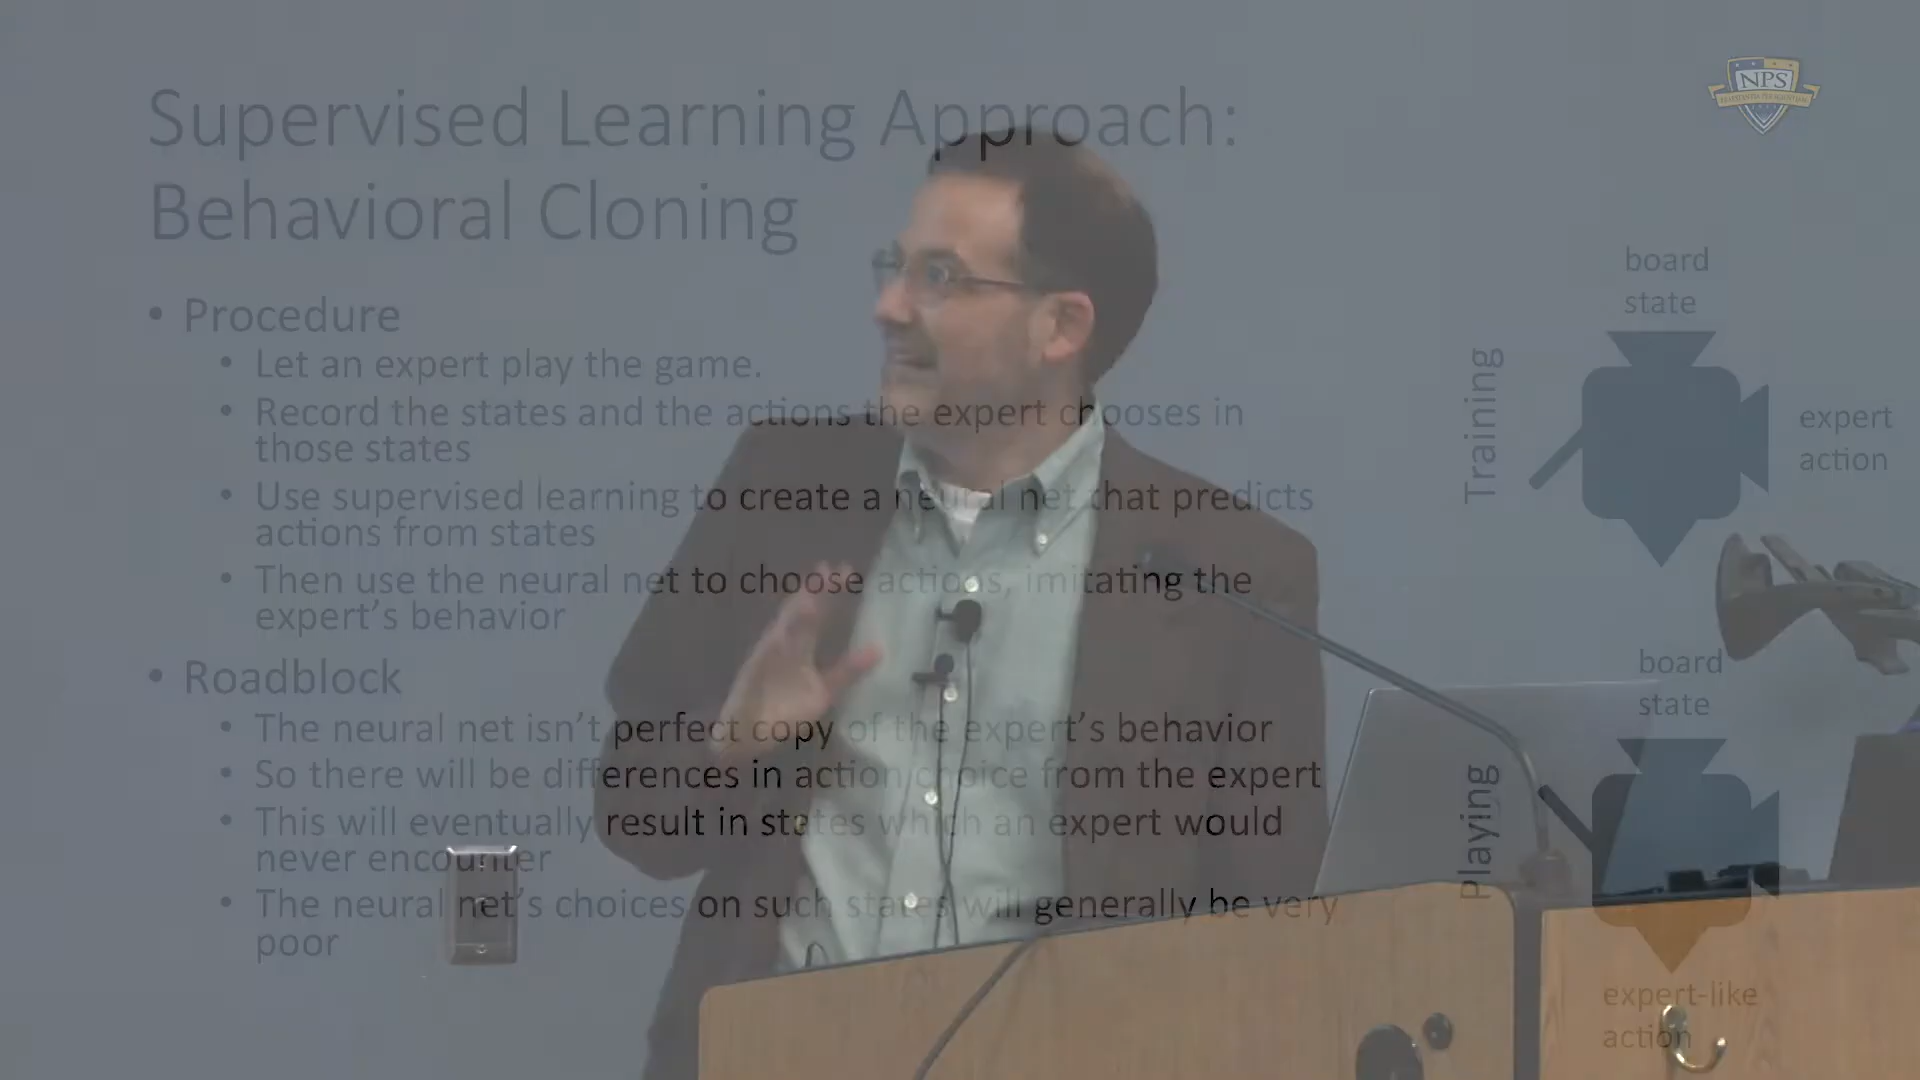 Supervised Learning Approach:
Behavioral Cloning
• Procedure
• Let an expert play the game.
• Record the states and the actions the expert chooses in
those states
• Use supervised learning to create a neural net that predicts
actions from states
• Then use the neural net to choose actions, imitating the
expert’s behavior
• Roadblock
• The neural net isn’t perfect copy of the expert’s behavior
• So there will be differences in action choice from the expert
• This will eventually result in states which an expert would
never encounter
• The neural net’s choices on such states will generally be very
poor
NPS
board
state
Training
expert
action
board
state
Playing
expert-like
action